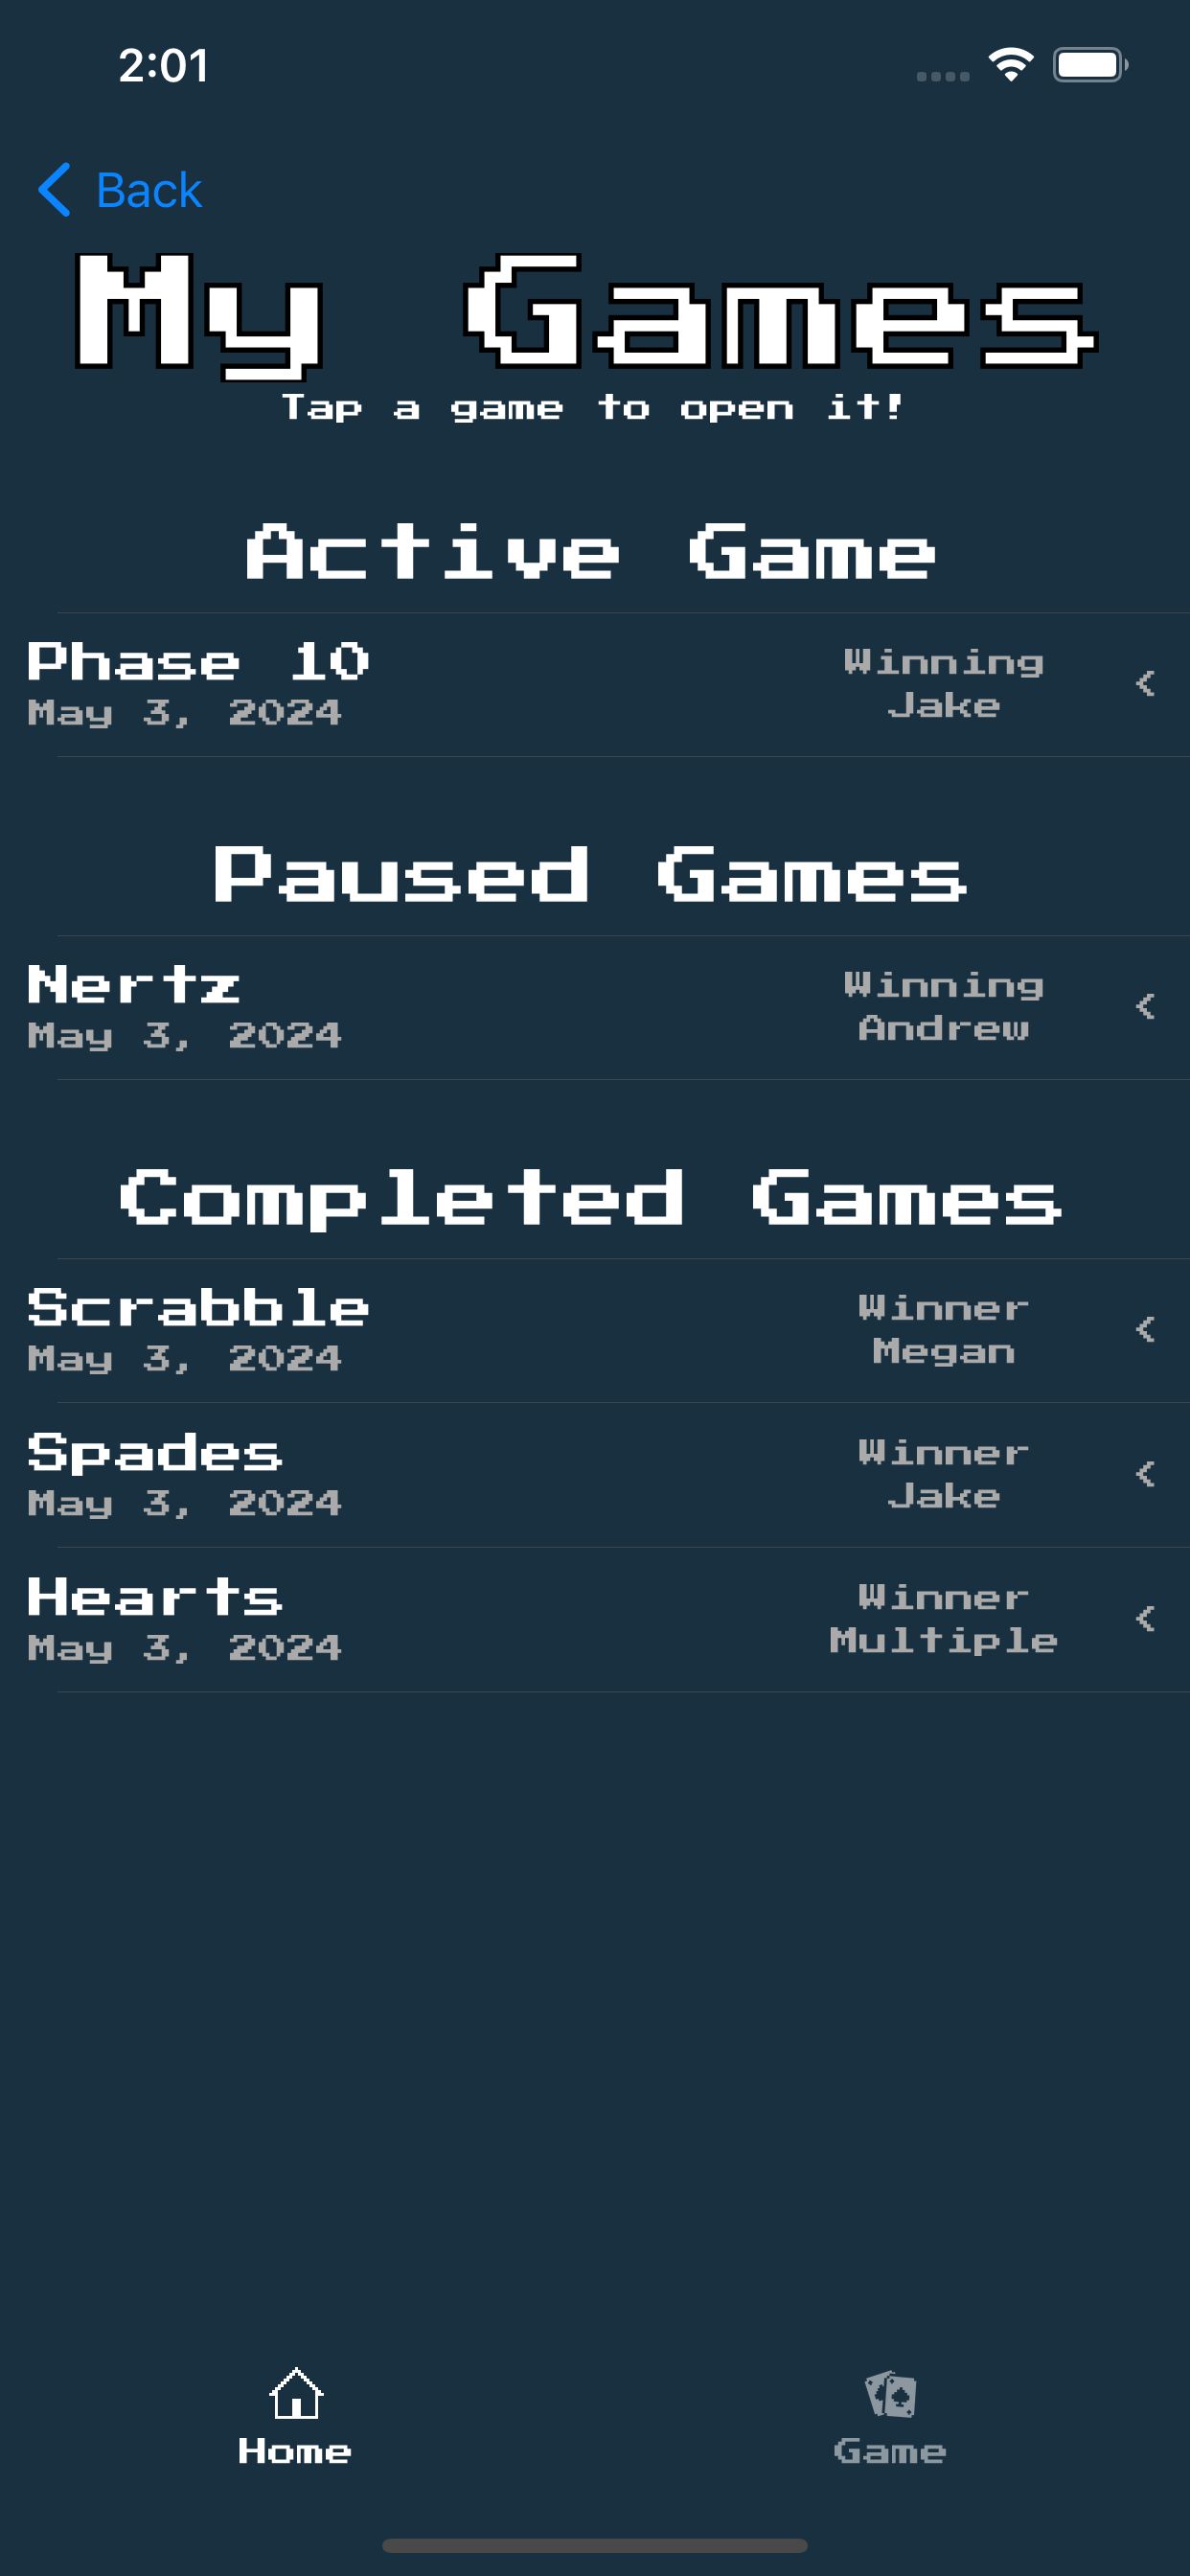 2:01
Back
My Games
Tap a game to open it!
Active Game
Phase 10
May 3, 2024
Winning
Jake
Paused Games
Nertz
May 3, 2024
Winning
Andrew
Completed Games
Scrabble
May 3, 2024
Winner
Megan
Spades
May 3, 2024
Winner
Jake
Hearts
May 3, 2024
Winner
Multiple
Home
Game